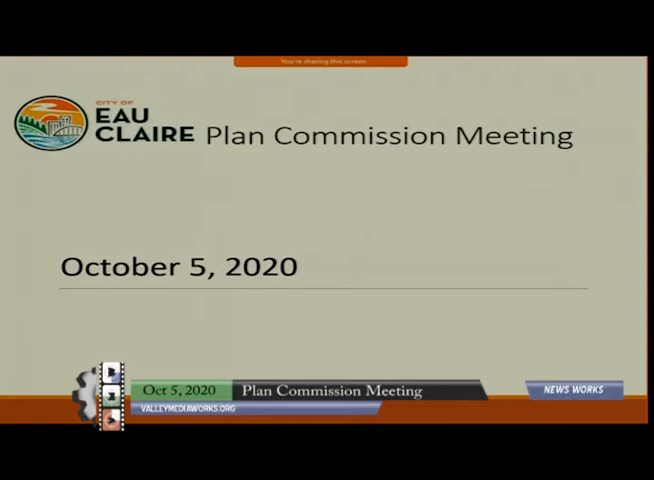 You're sharing this screen
CITY OF
EAU
CLAIRE
Plan Commission Meeting
October 5, 2020
Oct 5, 2020
Plan Commission Meeting
NEWS WORKS
VALLEYMEDIAWORKS.ORG